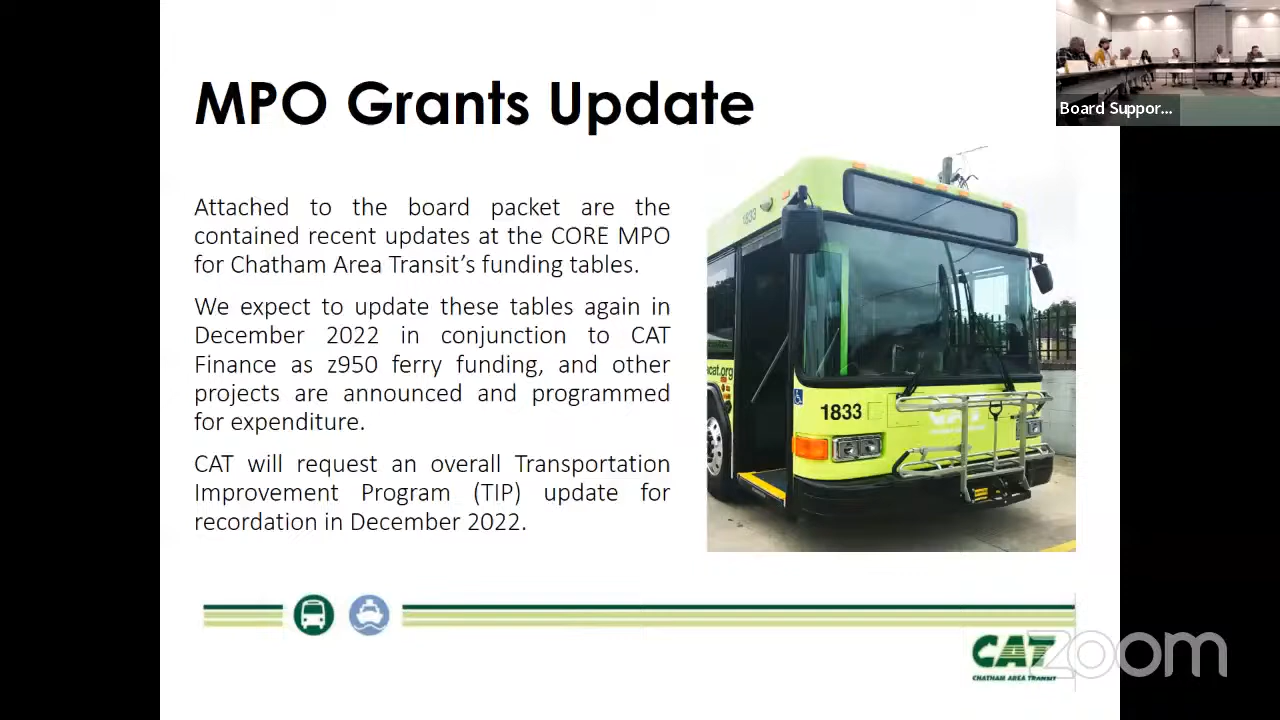 MPO Grants Update
Board Suppor...
Attached to the board packet are the
contained recent updates at the CORE MPO
for Chatham Area Transit’s funding tables.
We expect to update these tables again in
December 2022 in conjunction to CAT
Finance as z950 ferry funding, and other
projects are announced and programmed
for expenditure.
CAT will request an overall Transportation
Improvement Program (TIP) update for
recordation in December 2022.
1833
cat.org
1833
CAT
CHATHAM AREA TRANSIT
zoom